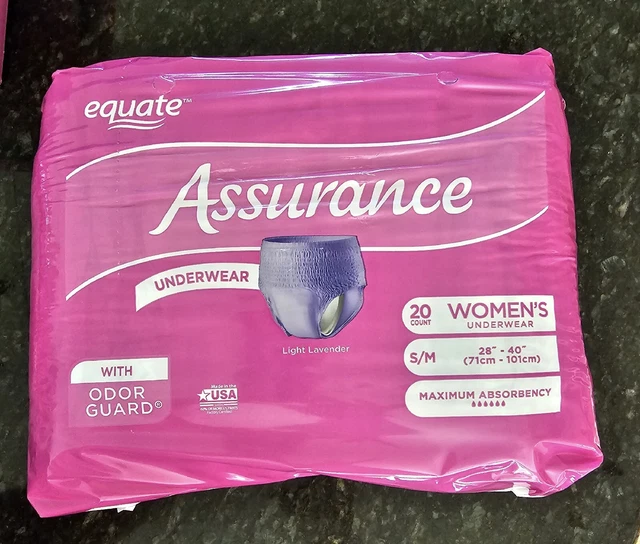 equate™
Assurance
UNDERWEAR
Light Lavender
20 COUNT
WOMEN'S
UNDERWEAR
S/M
28" - 40"
(71cm - 101cm)
MAXIMUM ABSORBENCY
WITH
ODOR
GUARD®
Made in the
USA